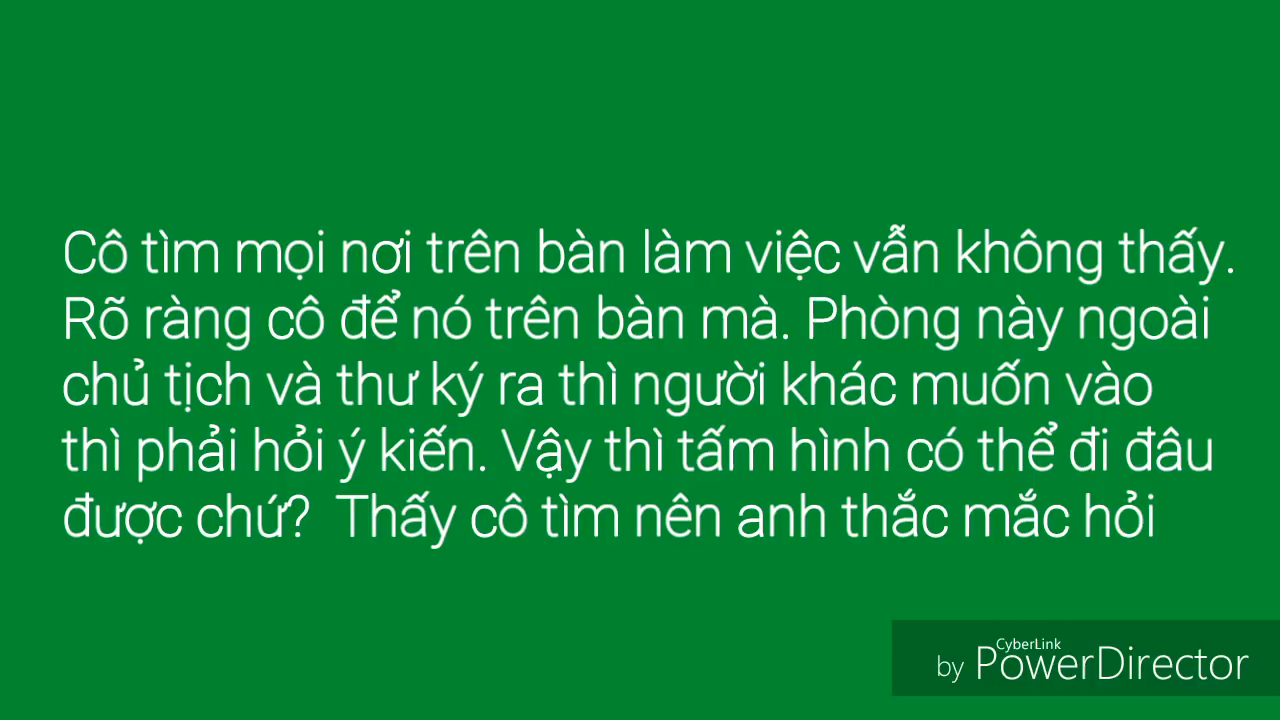 Cô tìm mọi nơi trên bàn làm việc vẫn không thấy.
Rõ ràng cô để nó trên bàn mà. Phòng này ngoài
chủ tịch và thư ký ra thì người khác muốn vào
thì phải hỏi ý kiến. Vậy thì tấm hình có thể đi đâu
được chứ?  Thấy cô tìm nên anh thắc mắc hỏi
CyberLink
by PowerDirector